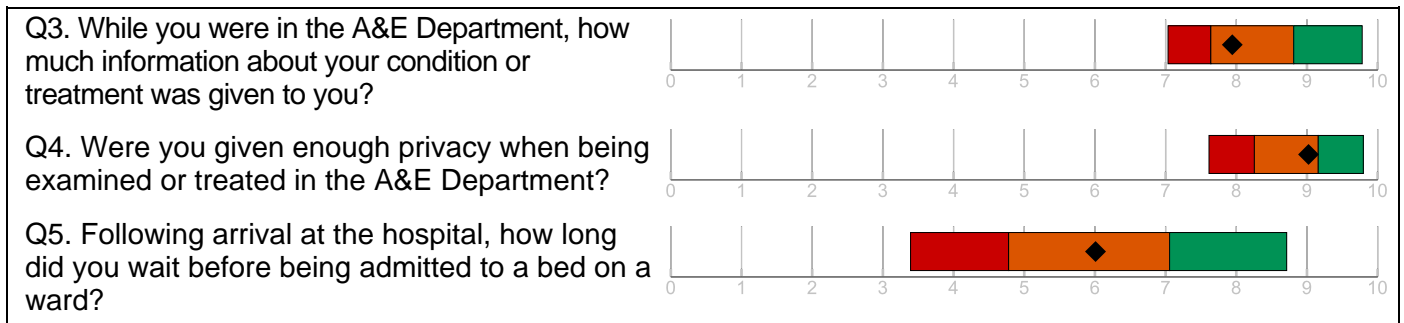 Q3. While you were in the A&E Department, how
much information about your condition or
treatment was given to you?
0 1 2 3 4 5 6 7 8 9 10
Q4. Were you given enough privacy when being
examined or treated in the A&E Department?
0 1 2 3 4 5 6 7 8 9 10
Q5. Following arrival at the hospital, how long
did you wait before being admitted to a bed on a
ward?
0 1 2 3 4 5 6 7 8 9 10